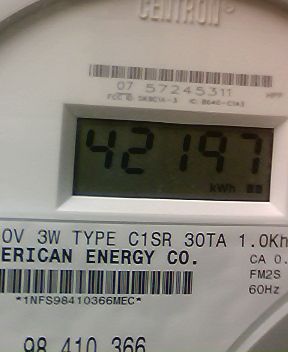 CENTRON
07 57245311
42197
kWh
0V 3W TYPE C1SR 30TA 1.0Kh
ERICAN ENERGY CO.
CA 0.
FM2S
60Hz
*1NFS98410366MEC*
98 410 366